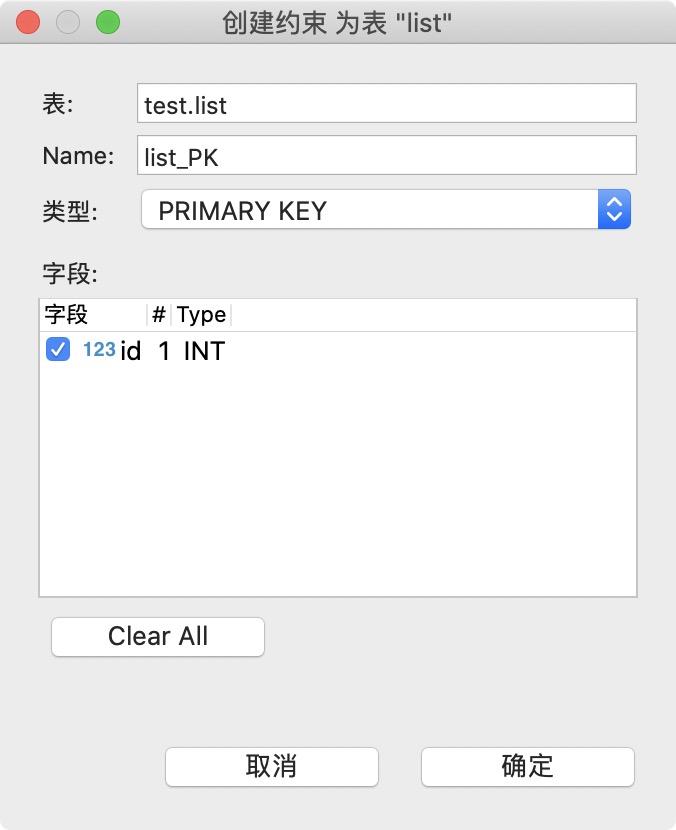 创建约束 为表 "list"
表: test.list
Name: list_PK
类型: PRIMARY KEY
字段:
字段 # Type
123 id 1 INT
Clear All
取消 确定